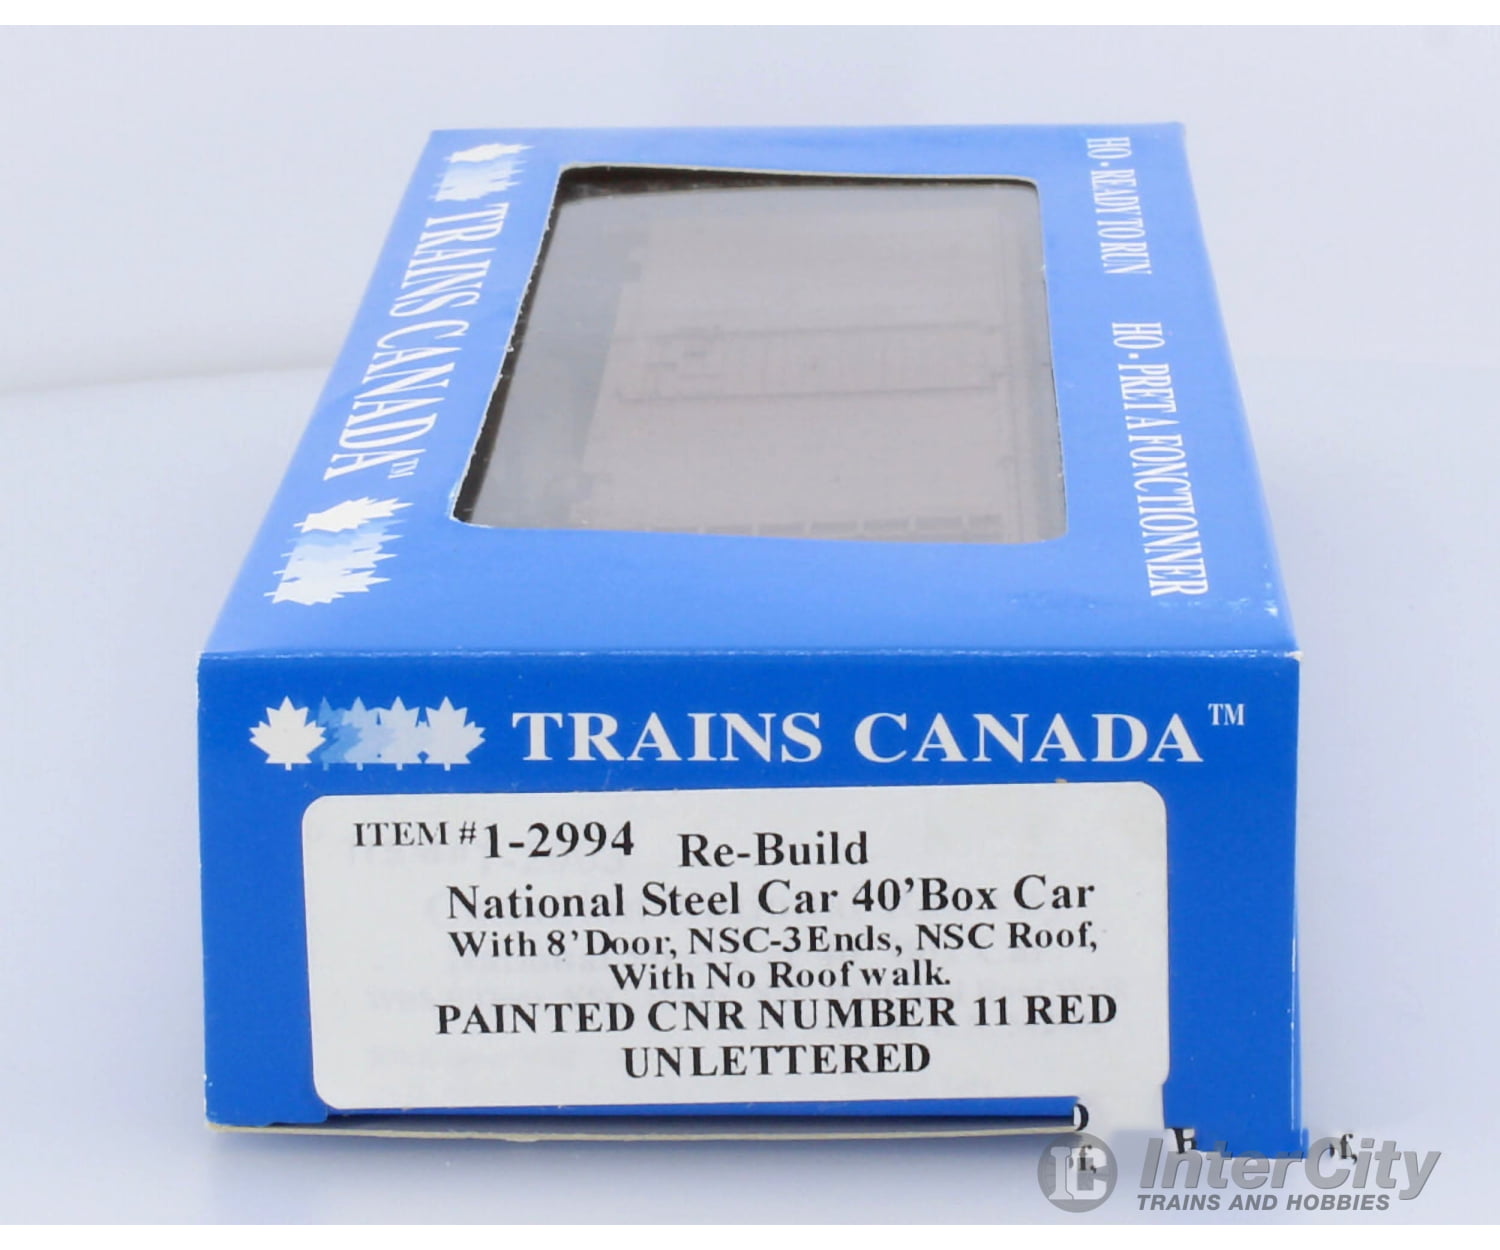 TRAINS CANADA™
HO • READY TO RUN
HO • PRET A FONCTIONNER
TRAINS CANADA™
ITEM # 1-2994 Re-Build
National Steel Car 40' Box Car
With 8' Door, NSC-3 Ends, NSC Roof,
With No Roofwalk.
PAINTED CNR NUMBER 11 RED
UNLETTERED
InterCity
TRAINS AND HOBBIES